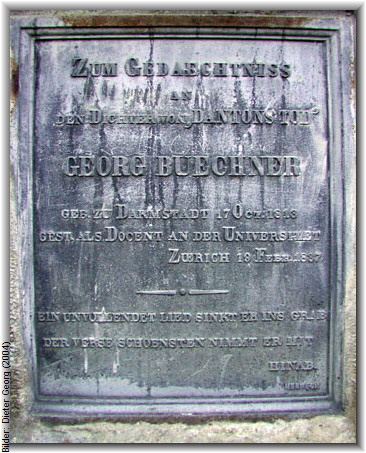 ZUM GEDAECHTNISS
AN
DEN DICHTER VON „DANTONS TOD"
GEORG BUECHNER
GEB. ZU DARMSTADT 17 OCT. 1813
GEST. ALS DOCENT AN DER UNIVERSITÆT
ZÜRICH 19 FEBR. 1837
EIN UNVOLLENDET LIED SINKT ER INS GRAB
DER VERSE SCHOENSTEN NIMMT ER MIT
HINAB.
Bilder: Dieter Georg (2004)